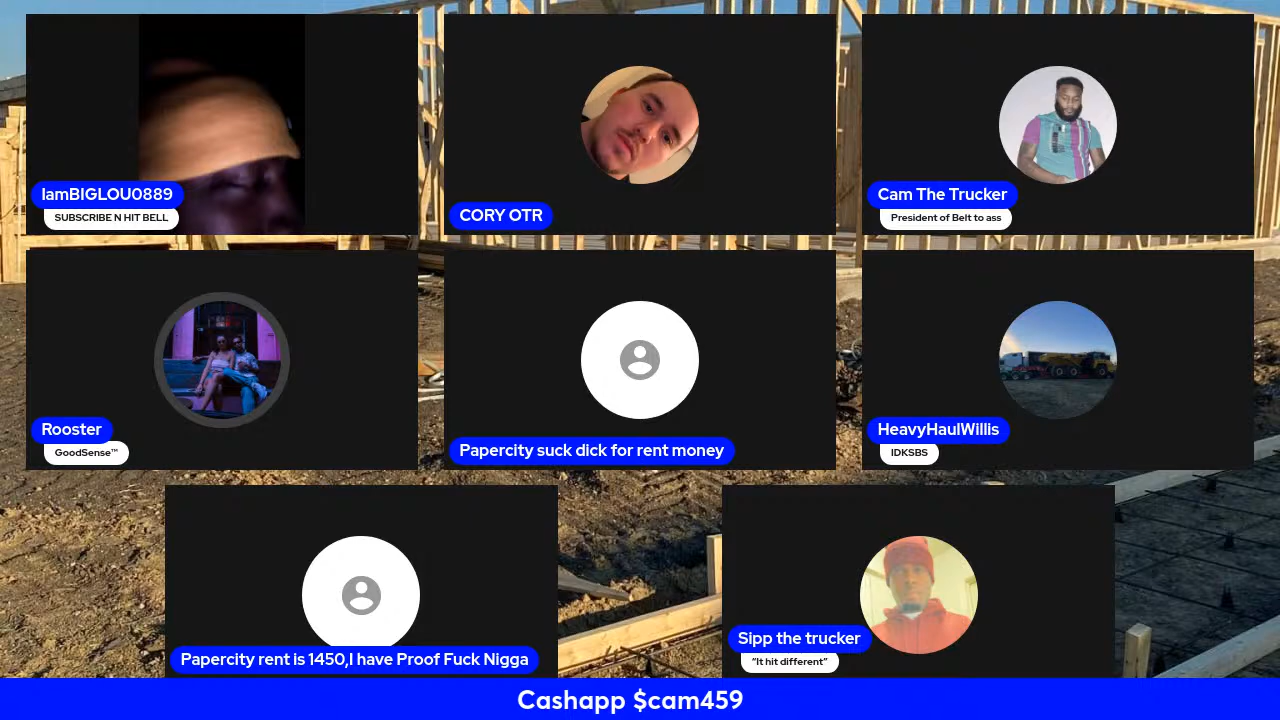 IamBIGLOU0889
SUBSCRIBE N HIT BELL
CORY OTR
Cam The Trucker
President of Belt to ass
Rooster
GoodSense™
Papercity suck dick for rent money
HeavyHaulWillis
IDKSBS
Papercity rent is 1450,I have Proof Fuck Nigga
Sipp the trucker
"It hit different"
Cashapp $cam459